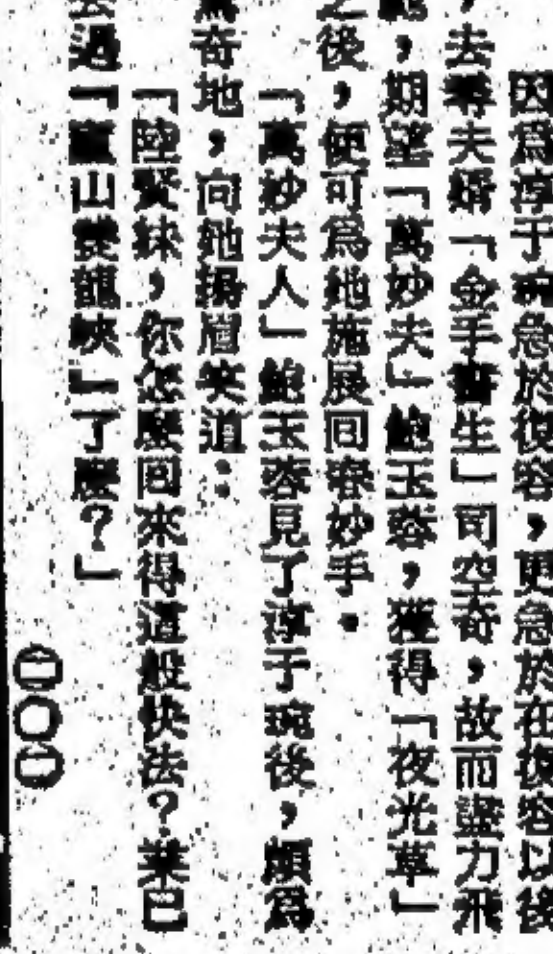 因為淳于琬急於復容,更急於在復容以後
,去尋夫婿「金手書生」司空奇,故而盡力飛
,期望「萬妙夫」鮑玉蓉,獲得「夜光草」
之後,便可為她施展回春妙手。
「萬妙夫人」鮑玉蓉見了淳于琬後,頗為
奇地,向她揚眉笑道:
「陸賢妹,你怎麼回來得這般快法?業已
去過「廬山雙龍峽」了麼?」